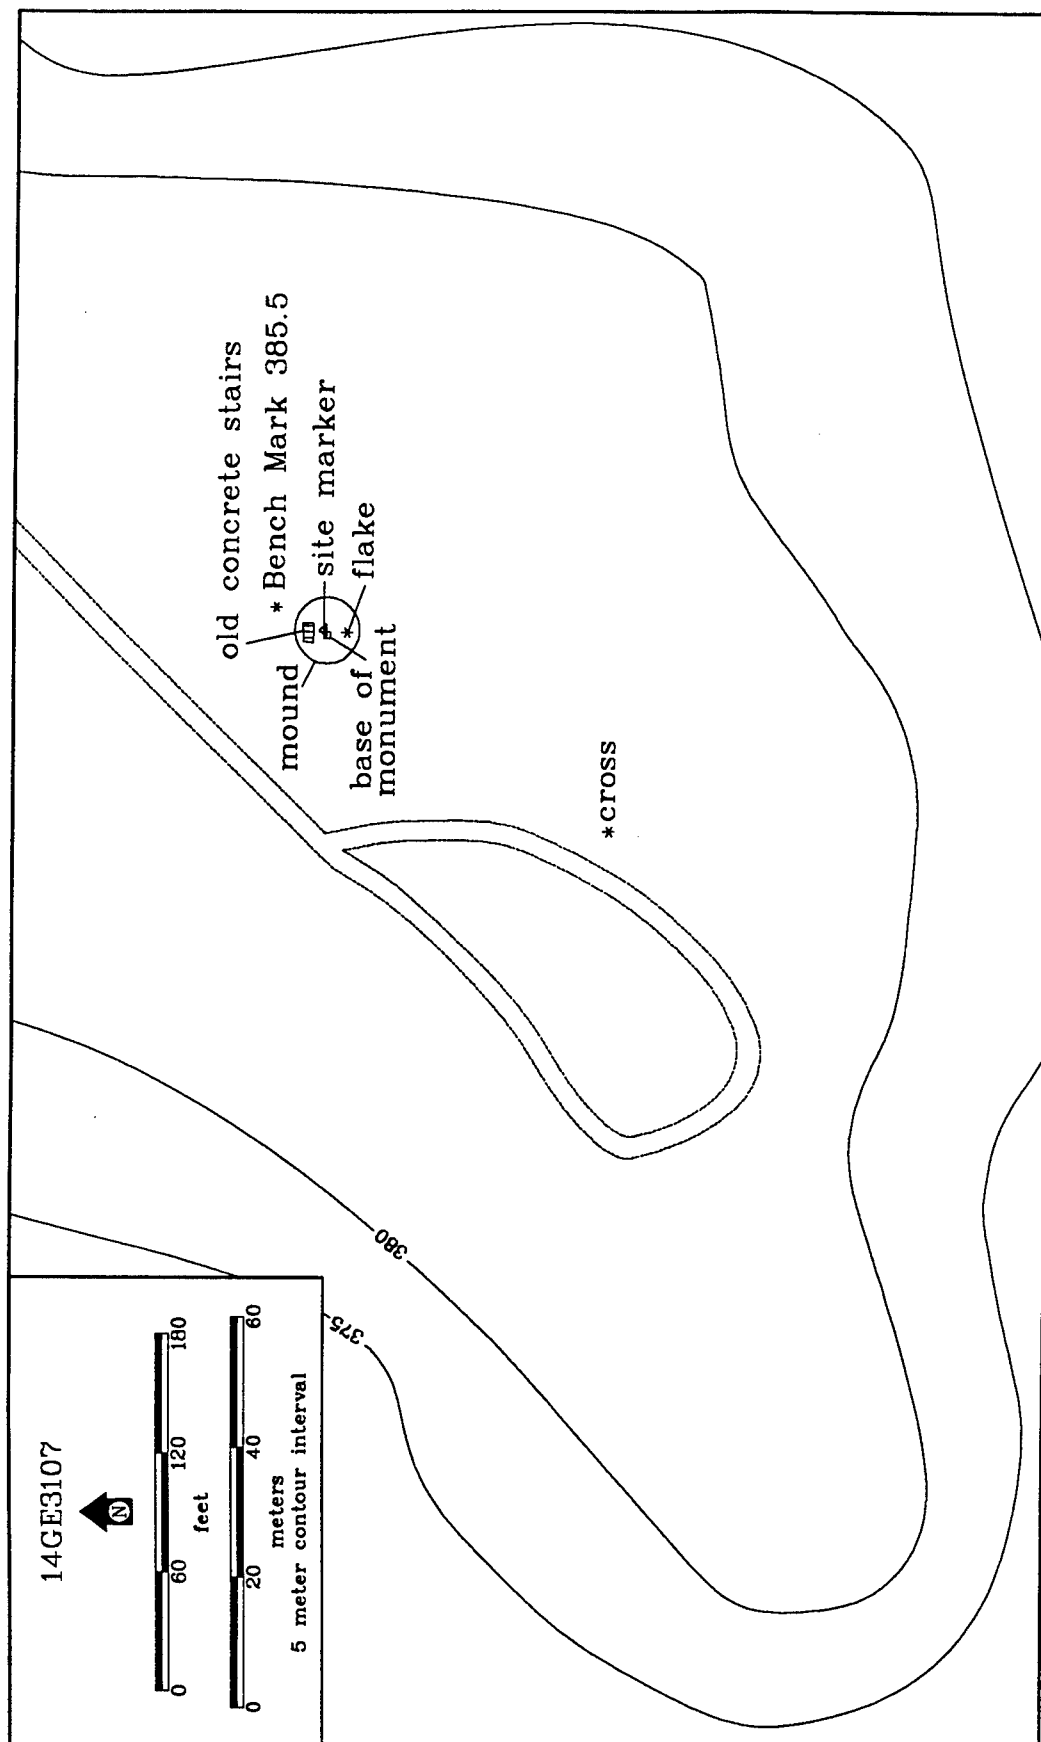 14GE3107
N
0 60 120 180
feet
0 20 40 60
meters
5 meter contour interval
375
380
old concrete stairs
*Bench Mark 385.5
mound
site marker
*flake
base of
monument
*cross